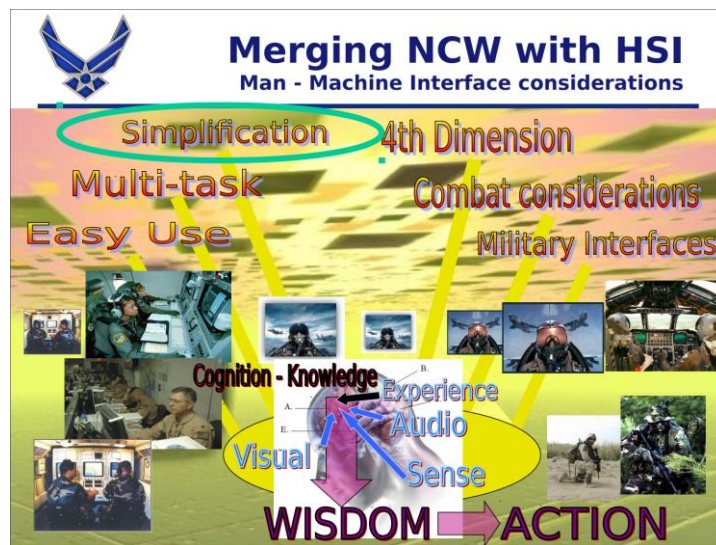 Merging NCW with HSI
Man - Machine Interface considerations
Simplification
4th Dimension
Multi-task
Combat considerations
Easy Use
Military Interfaces
Cognition - Knowledge
B.
Experience
A.
Audio
E.
Visual
Sense
WISDOM
ACTION